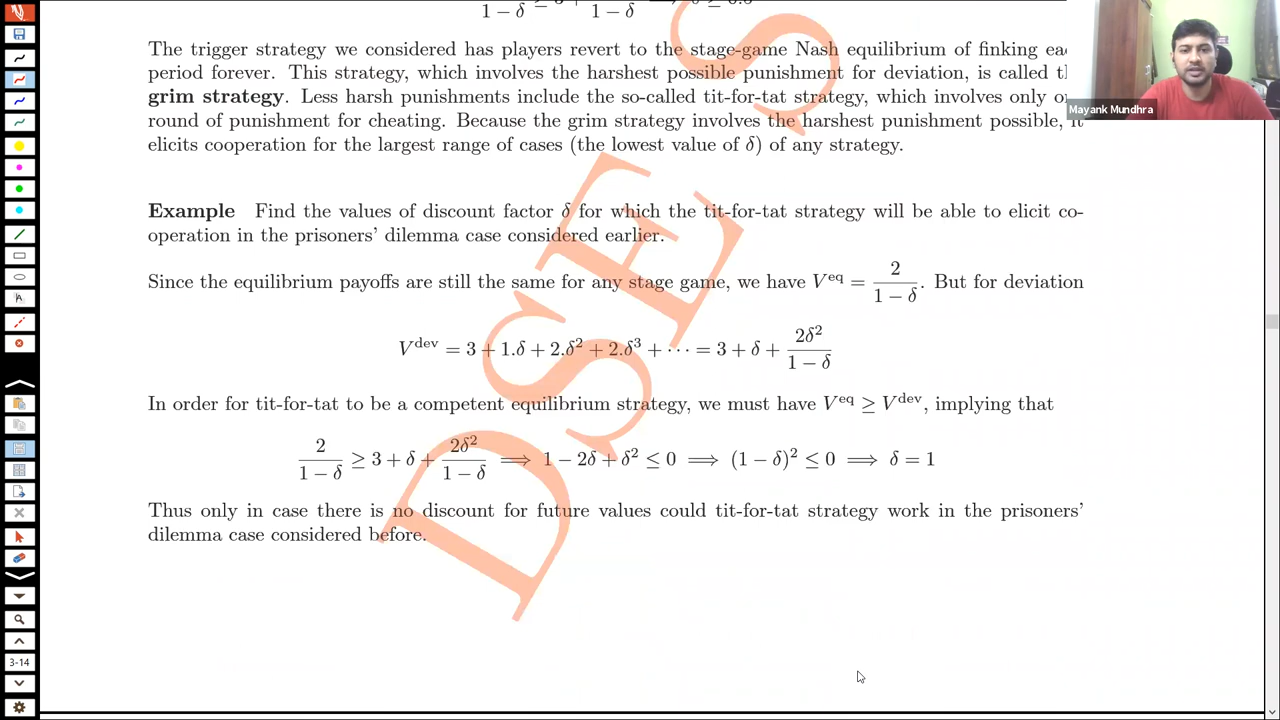 1 − δ 1 − δ
The trigger strategy we considered has players revert to the stage-game Nash equilibrium of finking
period forever. This strategy, which involves the harshest possible punishment for deviation, is called
grim strategy. Less harsh punishments include the so-called tit-for-tat strategy, which involves only
Mayank Mundhra
round of punishment for cheating. Because the grim strategy involves the harshest punishment possible, it
elicits cooperation for the largest range of cases (the lowest value of δ) of any strategy.
Example Find the values of discount factor δ for which the tit-for-tat strategy will be able to elicit co-
operation in the prisoners' dilemma case considered earlier.
Since the equilibrium payoffs are still the same for any stage game, we have V^eq = 2/(1 − δ). But for deviation
V^dev = 3 + 1.δ + 2.δ² + 2.δ³ + ··· = 3 + δ + 2δ²/(1 − δ)
In order for tit-for-tat to be a competent equilibrium strategy, we must have V^eq ≥ V^dev, implying that
2/(1 − δ) ≥ 3 + δ + 2δ²/(1 − δ) ⟹ 1 − 2δ + δ² ≤ 0 ⟹ (1 − δ)² ≤ 0 ⟹ δ = 1
Thus only in case there is no discount for future values could tit-for-tat strategy work in the prisoners'
dilemma case considered before.
DSE S
3-14